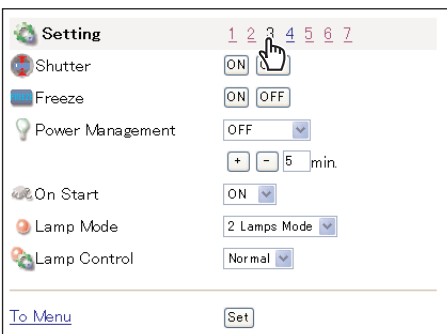 Setting 1 2 3 4 5 6 7
Shutter ON
Freeze ON OFF
Power Management OFF
+ - 5 min.
On Start ON
Lamp Mode 2 Lamps Mode
Lamp Control Normal
To Menu Set